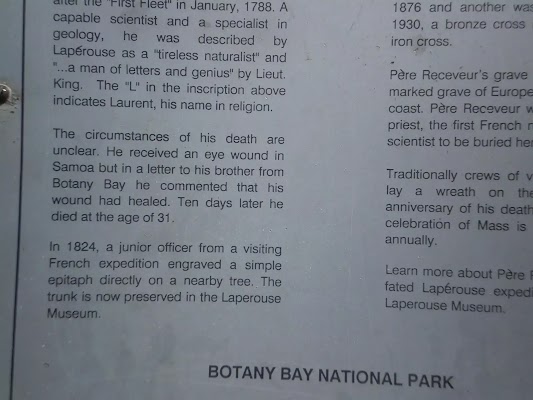 after the "First Fleet" in January, 1788. A
capable scientist and a specialist in
geology, he was described by
Lapérouse as a "tireless naturalist" and
"...a man of letters and genius" by Lieut.
King. The "L" in the inscription above
indicates Laurent, his name in religion.
The circumstances of his death are
unclear. He received an eye wound in
Samoa but in a letter to his brother from
Botany Bay he commented that his
wound had healed. Ten days later he
died at the age of 31.
In 1824, a junior officer from a visiting
French expedition engraved a simple
epitaph directly on a nearby tree. The
trunk is now preserved in the Laperouse
Museum.
1876 and another was
1930, a bronze cross
iron cross.
Père Receveur's grave
marked grave of Europe
coast. Père Receveur w
priest, the first French
scientist to be buried he
Traditionally crews of v
lay a wreath on the
anniversary of his death
celebration of Mass is
annually.
Learn more about Père
fated Lapérouse exped
Laperouse Museum.
BOTANY BAY NATIONAL PARK